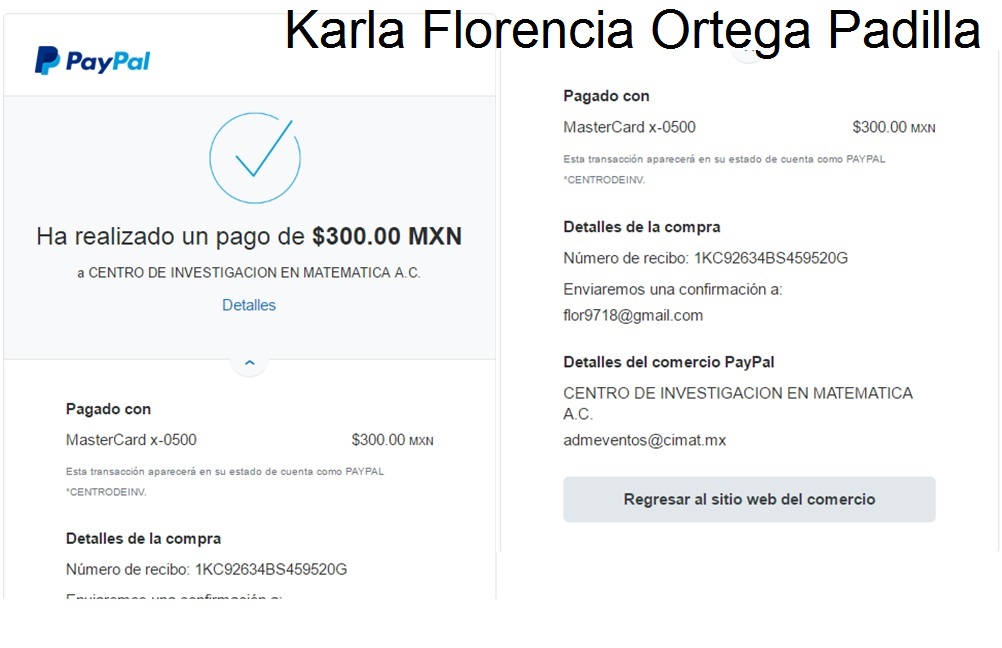 Karla Florencia Ortega Padilla
PayPal
Ha realizado un pago de $300.00 MXN
a CENTRO DE INVESTIGACION EN MATEMATICA A.C.
Detalles
Pagado con
MasterCard x-0500 $300.00 MXN
Esta transacción aparecerá en su estado de cuenta como PAYPAL
*CENTRODEINV.
Detalles de la compra
Número de recibo: 1KC92634BS459520G
Enviaremos una confirmación a:
Pagado con
MasterCard x-0500 $300.00 MXN
Esta transacción aparecerá en su estado de cuenta como PAYPAL
*CENTRODEINV.
Detalles de la compra
Número de recibo: 1KC92634BS459520G
Enviaremos una confirmación a:
flor9718@gmail.com
Detalles del comercio PayPal
CENTRO DE INVESTIGACION EN MATEMATICA
A.C.
admeventos@cimat.mx
Regresar al sitio web del comercio